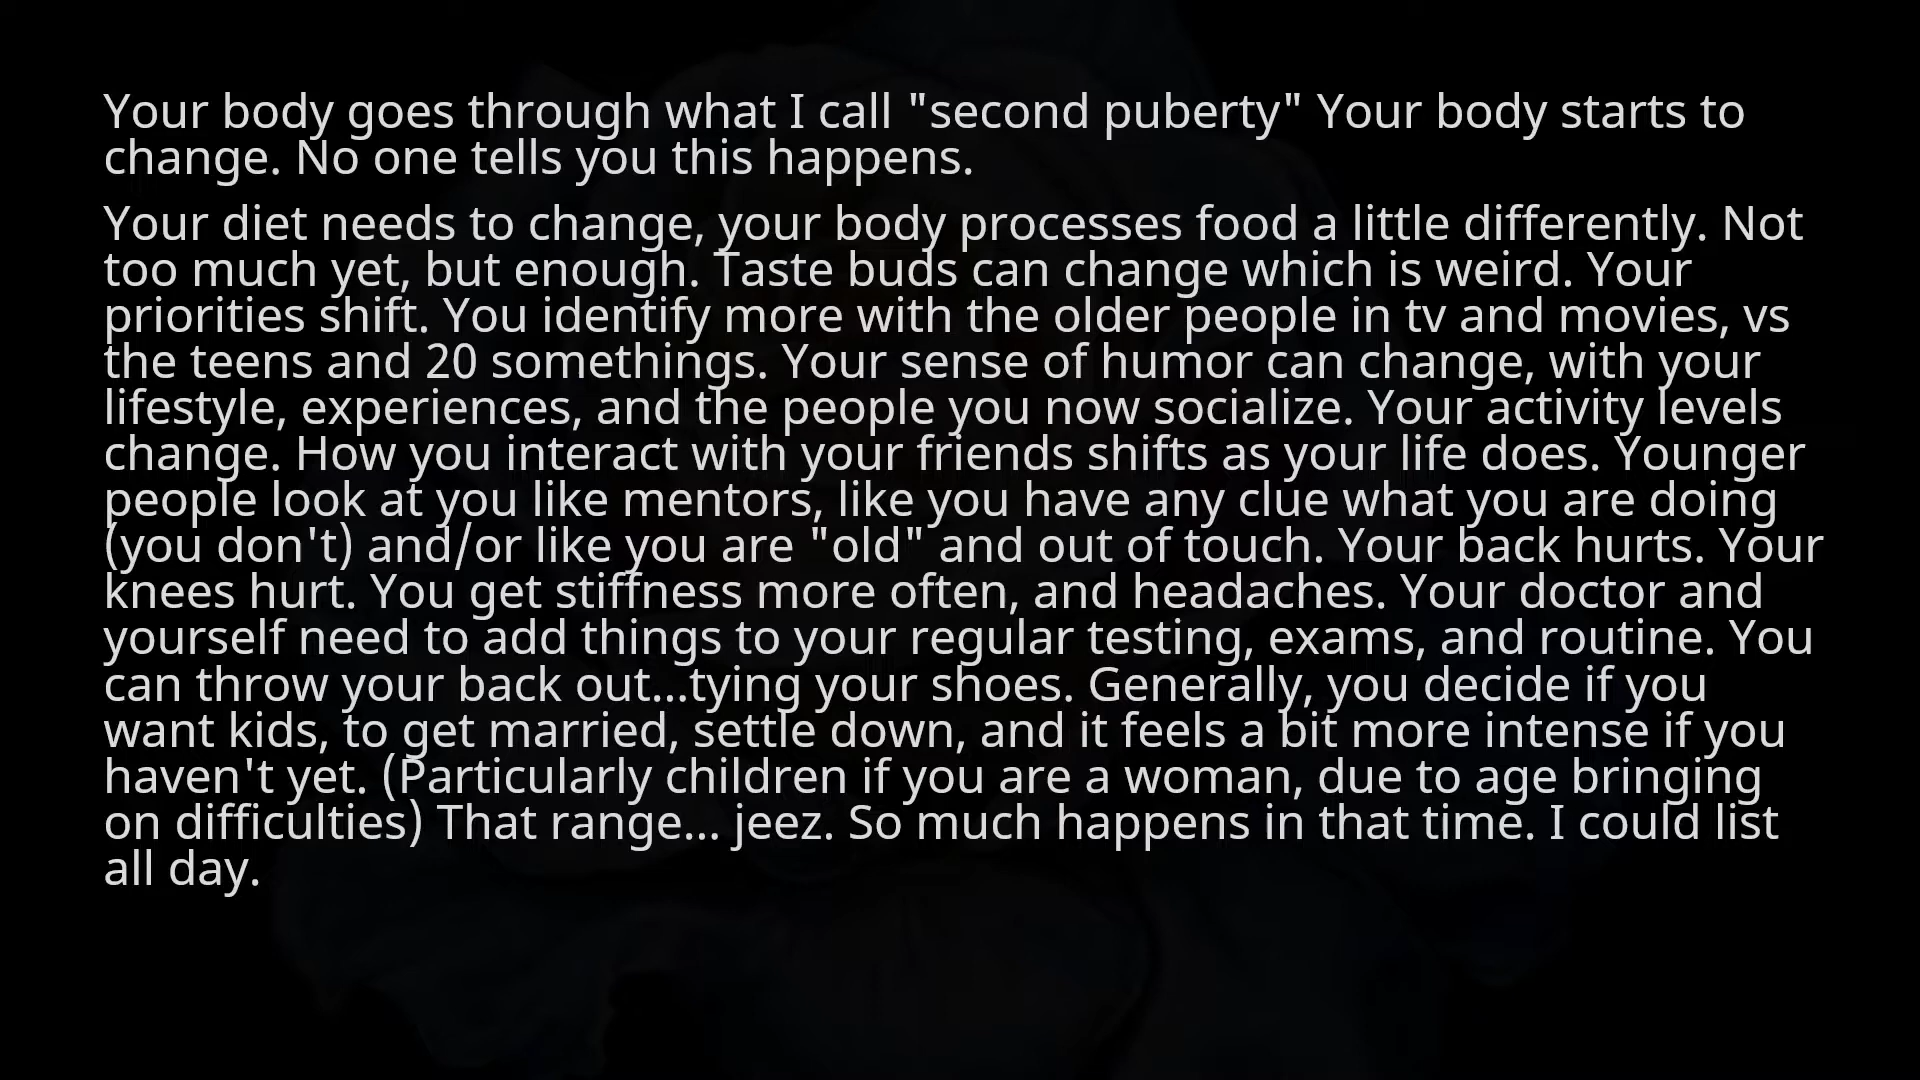 Your body goes through what I call "second puberty" Your body starts to
change. No one tells you this happens.
Your diet needs to change, your body processes food a little differently. Not
too much yet, but enough. Taste buds can change which is weird. Your
priorities shift. You identify more with the older people in tv and movies, vs
the teens and 20 somethings. Your sense of humor can change, with your
lifestyle, experiences, and the people you now socialize. Your activity levels
change. How you interact with your friends shifts as your life does. Younger
people look at you like mentors, like you have any clue what you are doing
(you don't) and/or like you are "old" and out of touch. Your back hurts. Your
knees hurt. You get stiffness more often, and headaches. Your doctor and
yourself need to add things to your regular testing, exams, and routine. You
can throw your back out...tying your shoes. Generally, you decide if you
want kids, to get married, settle down, and it feels a bit more intense if you
haven't yet. (Particularly children if you are a woman, due to age bringing
on difficulties) That range... jeez. So much happens in that time. I could list
all day.